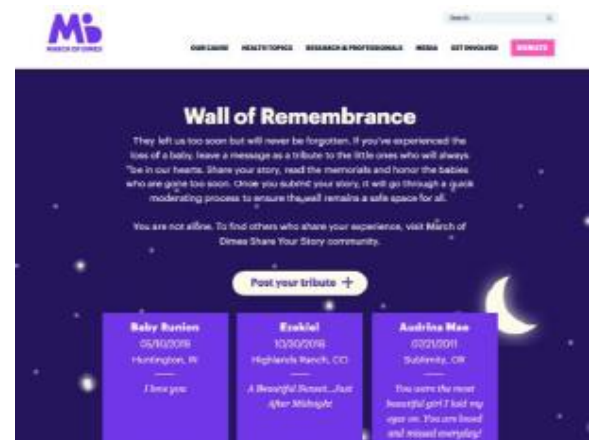 MARCH OF DIMES
Search
OUR CAUSE HEALTH TOPICS RESEARCH & PROFESSIONALS MEDIA GET INVOLVED DONATE
Wall of Remembrance
They left us too soon but will never be forgotten. If you've experienced the
loss of a baby, leave a message as a tribute to the little ones who will always
be in our hearts. Share your story, read the memorials and honor the babies
who are gone too soon. Once you submit your story, it will go through a quick
moderating process to ensure the wall remains a safe space for all.
You are not alone. To find others who share your experience, visit March of
Dimes Share Your Story community.
Post your tribute +
Baby Runion Ezekiel Audrina Mae
10/30/2016 07/21/2011
Huntington, IN Highlands Ranch, CO Sublimity, OR
I love you A Beautiful Sunset...Just You were the most
After Midnight beautiful girl I laid my
eyes on. You are loved
and missed everyday!